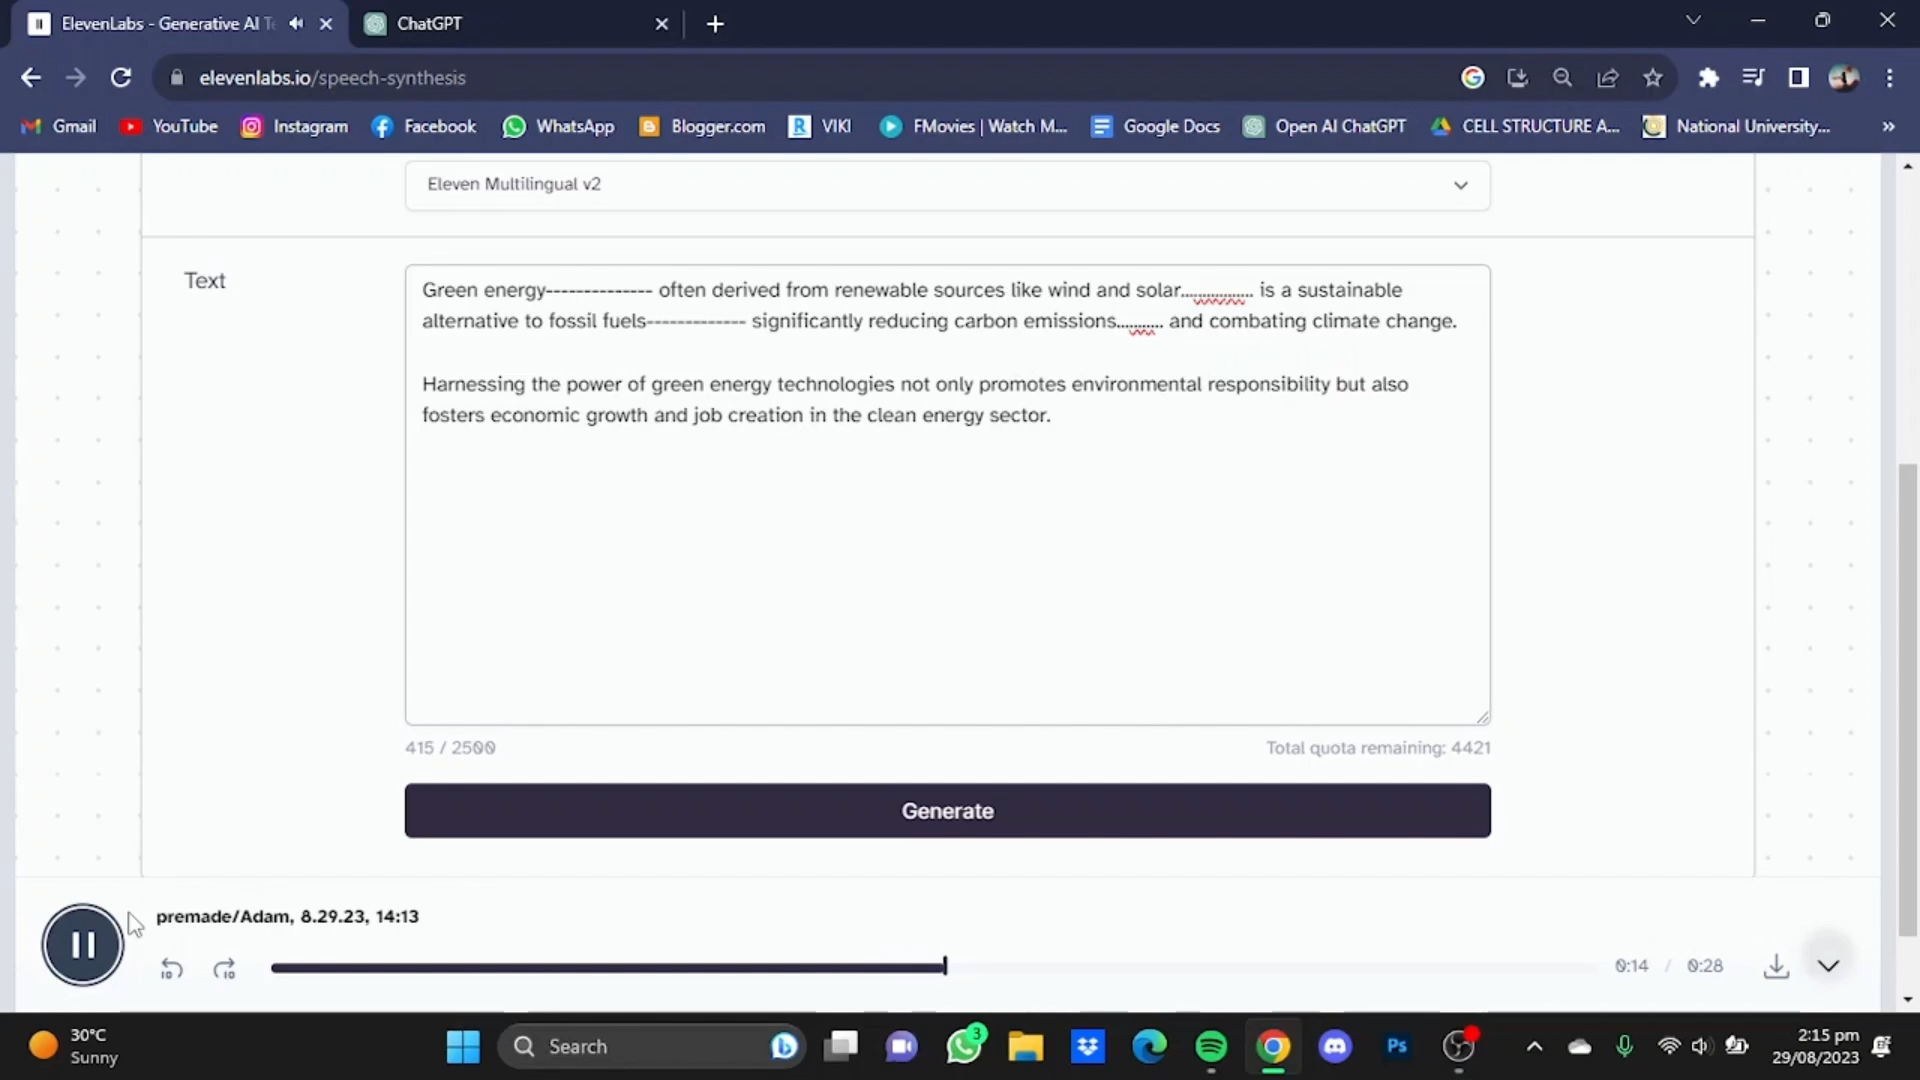 ElevenLabs - Generative AI Te
ChatGPT
elevenlabs.io/speech-synthesis
Gmail
YouTube
Instagram
Facebook
WhatsApp
Blogger.com
VIKI
FMovies | Watch M...
Google Docs
Open AI ChatGPT
CELL STRUCTURE A...
National University...
Eleven Multilingual v2
Text
Green energy-------------- often derived from renewable sources like wind and solar................. is a sustainable
alternative to fossil fuels------------- significantly reducing carbon emissions........... and combating climate change.
Harnessing the power of green energy technologies not only promotes environmental responsibility but also
fosters economic growth and job creation in the clean energy sector.
415 / 2500
Total quota remaining: 4421
Generate
premade/Adam, 8.29.23, 14:13
10
10
0:14 / 0:28
30°C
Sunny
Search
3
Ps
2:15 pm
29/08/2023